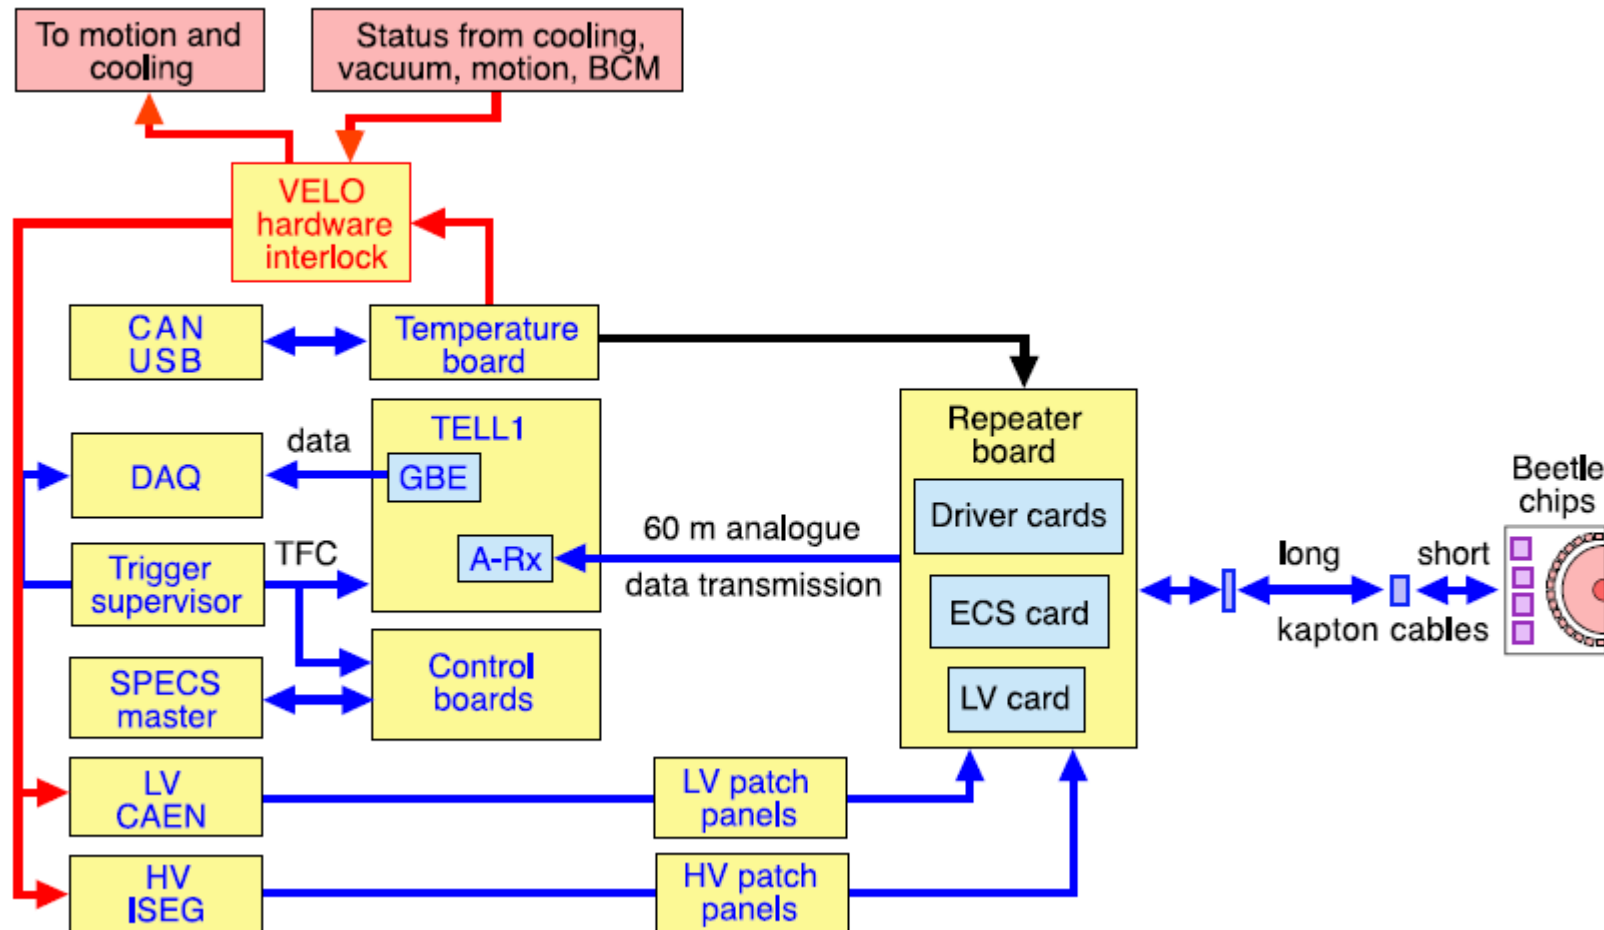 To motion and
cooling
Status from cooling,
vacuum, motion, BCM
VELO
hardware
interlock
CAN
USB
Temperature
board
DAQ
data
TELL1
GBE
A-Rx
60 m analogue
data transmission
Repeater
board
Driver cards
ECS card
LV card
long
short
kapton cables
Beetle
chips
Trigger
supervisor
TFC
SPECS
master
Control
boards
LV
CAEN
LV patch
panels
HV
ISEG
HV patch
panels